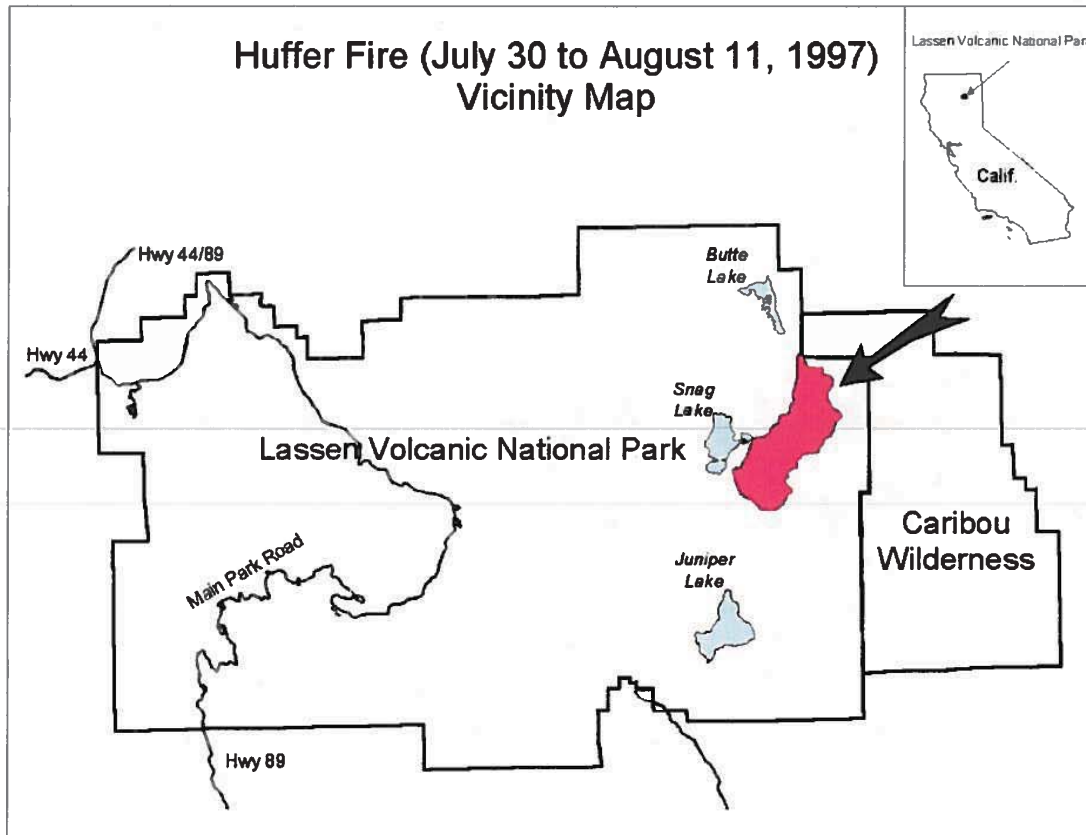 Huffer Fire (July 30 to August 11, 1997)
Vicinity Map
Lassen Volcanic National Par
Calif.
Hwy 44/89
Butte
Lake
Hwy 44
Snag
Lake
Lassen Volcanic National Park
Caribou
Wilderness
Main Park Road
Juniper
Lake
Hwy 89